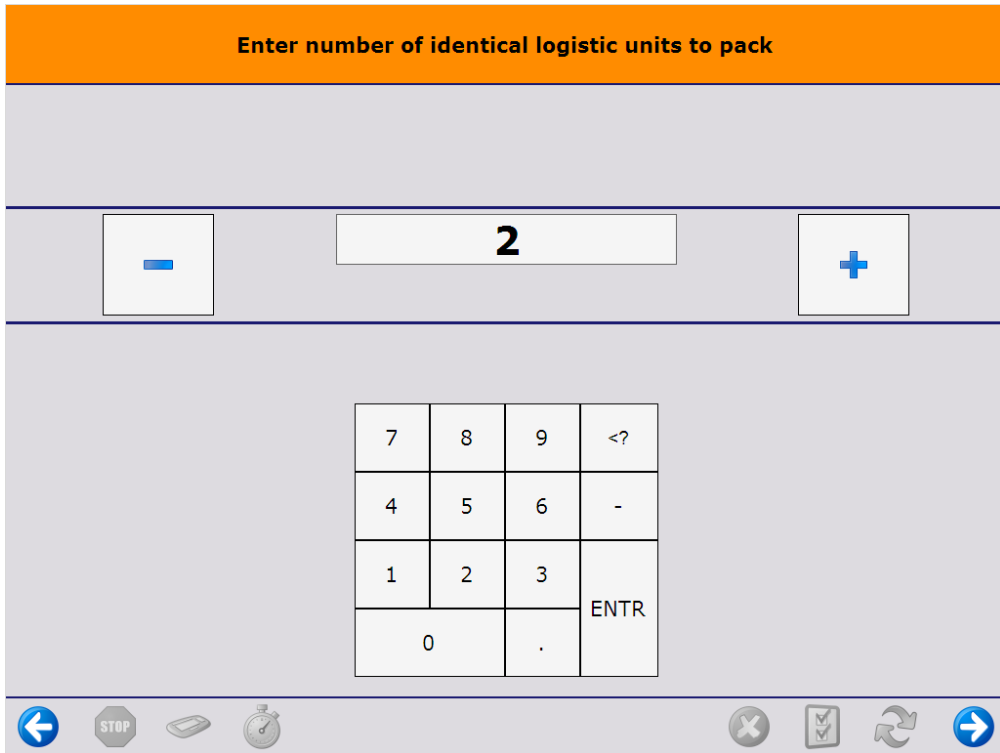 Enter number of identical logistic units to pack
2
7 8 9 <?
4 5 6 -
1 2 3
ENTR
0 .
STOP